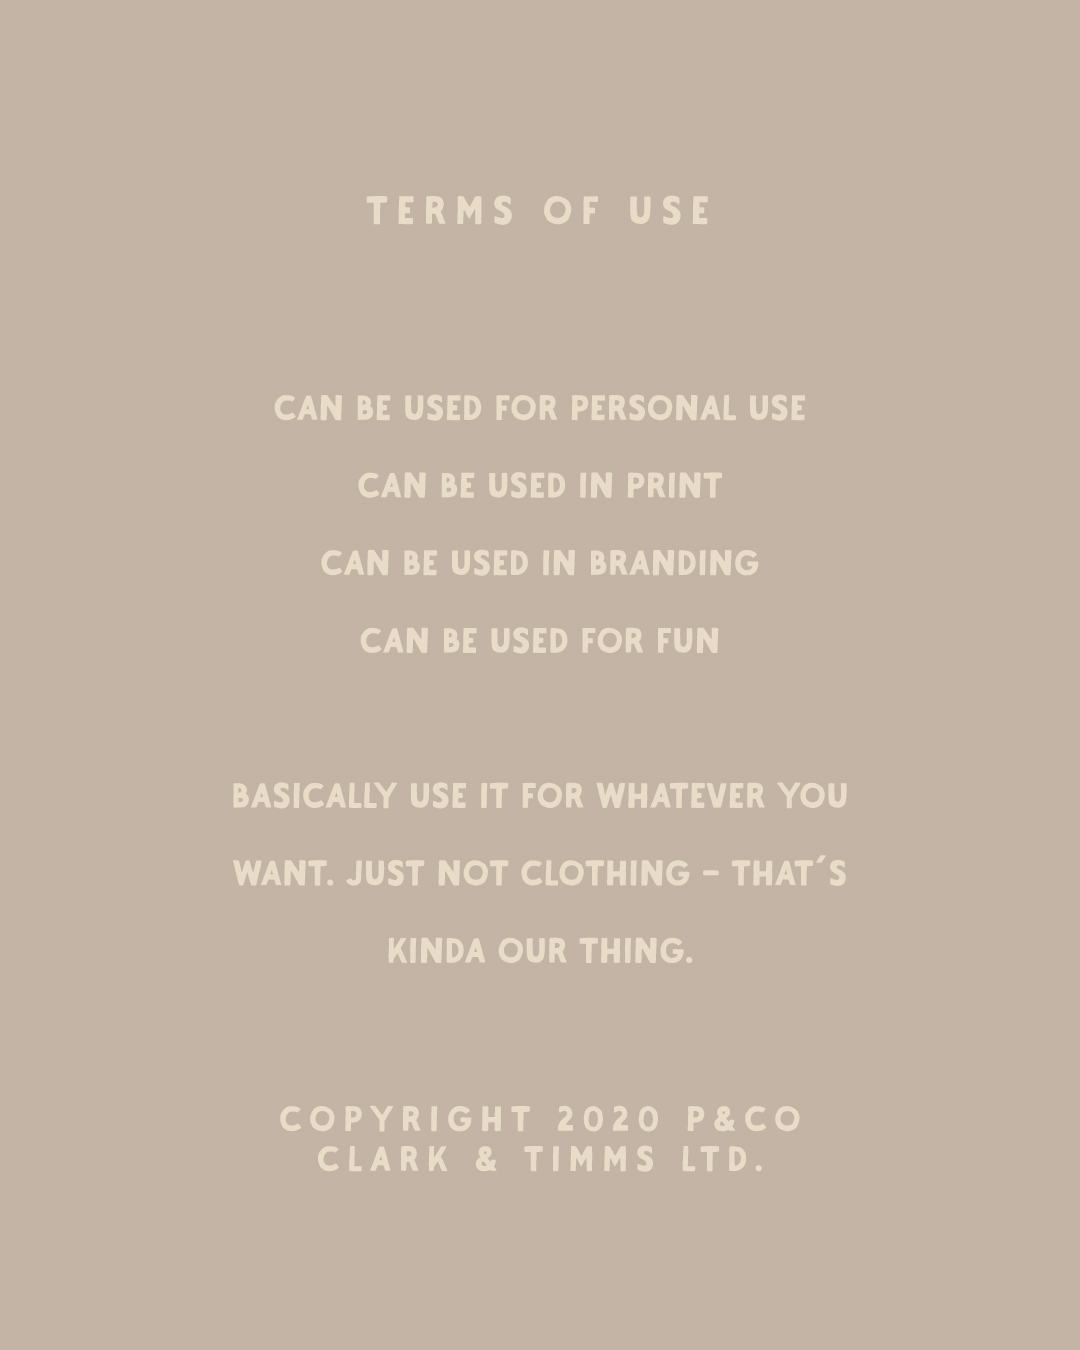 TERMS OF USE
CAN BE USED FOR PERSONAL USE
CAN BE USED IN PRINT
CAN BE USED IN BRANDING
CAN BE USED FOR FUN
BASICALLY USE IT FOR WHATEVER YOU
WANT. JUST NOT CLOTHING – THAT´S
KINDA OUR THING.
COPYRIGHT 2020 P&CO
CLARK & TIMMS LTD.